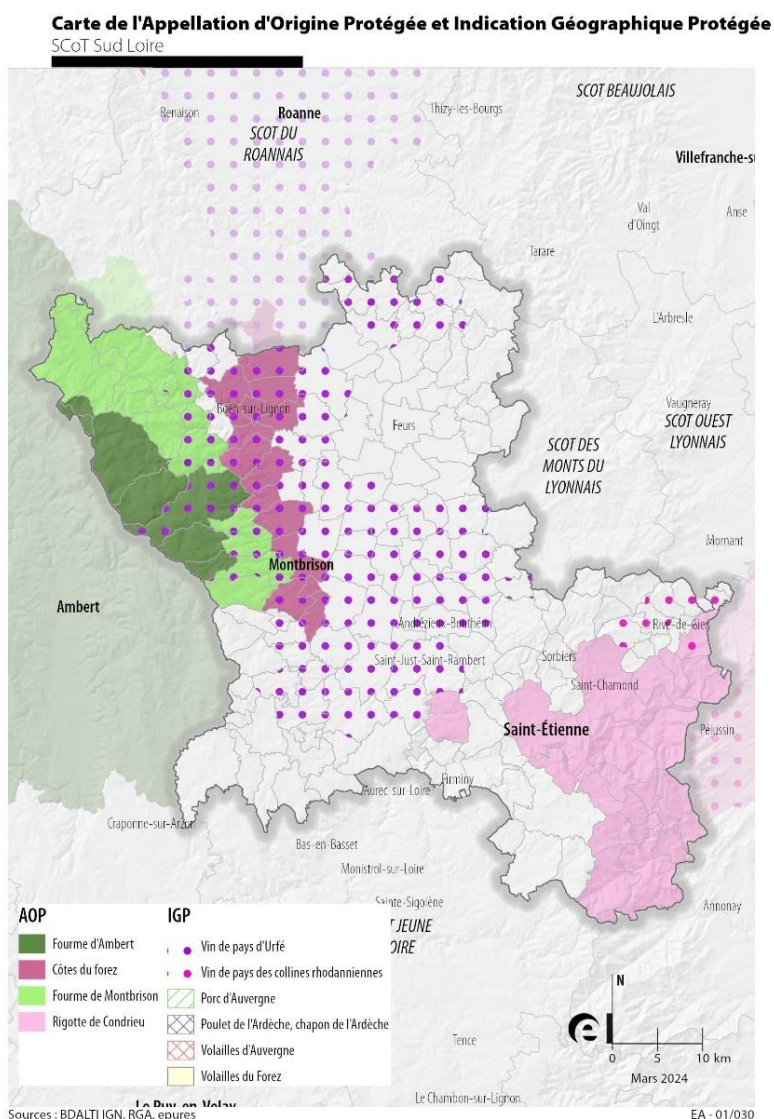 Carte de l'Appellation d'Origine Protégée et Indication Géographique Protégée
SCoT Sud Loire
SCOT BEAUJOLAIS
Renaison
Roanne
Thizy-les-Bourgs
SCOT DU
ROANNAIS
Villefranche-s
Val
d'Oingt
Anse
Tarare
L'Arbresle
Boën-sur-Lignon
Feurs
Vaugneray
SCOT OUEST
LYONNAIS
SCOT DES
MONTS DU
LYONNAIS
Mornant
Montbrison
Ambert
Andrézieux-Bouthéon
Rive-de-Gier
Saint-Just-Saint-Rambert
Sorbiers
Saint-Chamond
Saint-Étienne
Pélussin
Firminy
Aurec-sur-Loire
Craponne-sur-Arzon
Bas-en-Basset
Monistrol-sur-Loire
Sainte-Sigolène
Annonay
JEUNE
OIRE
AOP
Fourme d'Ambert
Côtes du forez
Fourme de Montbrison
Rigotte de Condrieu
IGP
Vin de pays d'Urfé
Vin de pays des collines rhodanniennes
Porc d'Auvergne
Poulet de l'Ardèche, chapon de l'Ardèche
Volailles d'Auvergne
Volailles du Forez
N
0 5 10 km
Mars 2024
Tence
Le Chambon-sur-Lignon
Le Puy-en-Velay
Sources : BDALTI IGN, RGA, epures
EA - 01/030